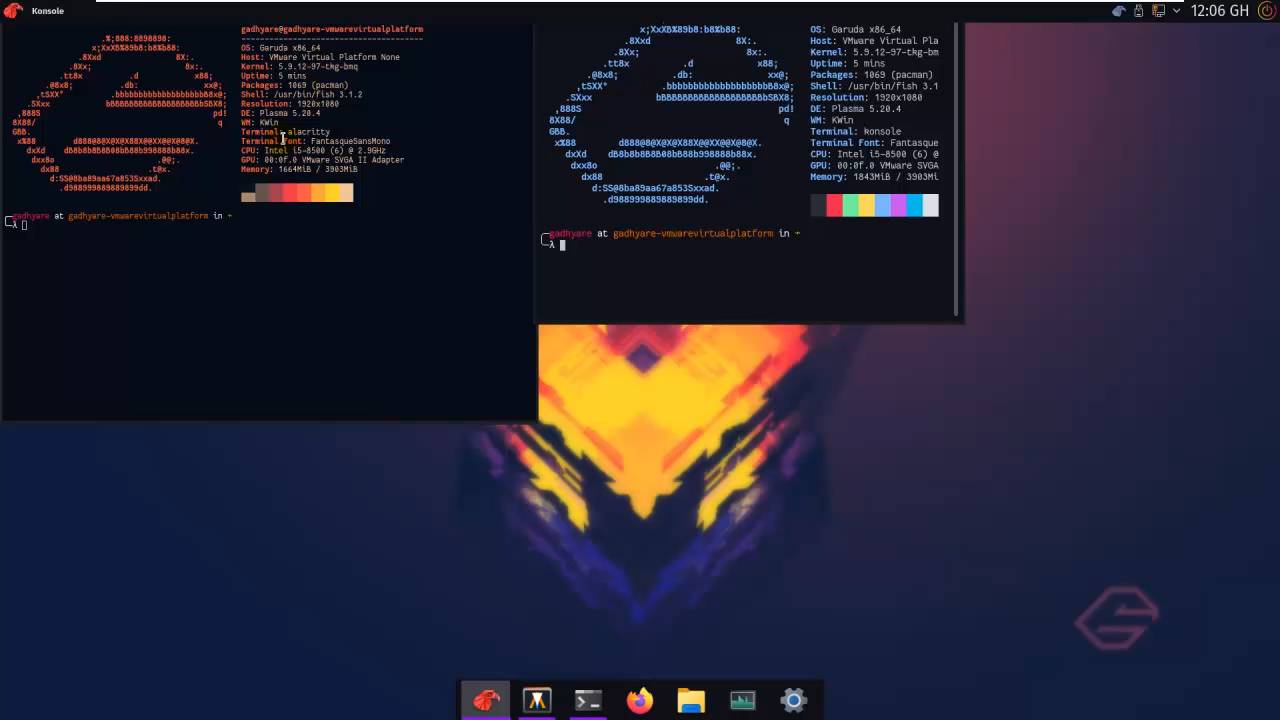 Konsole
12:06 GH
gadhyare@gadhyare-vmwarevirtualplatform
OS: Garuda x86_64
Host: VMware Virtual Platform None
Kernel: 5.9.12-97-tkg-bmq
Uptime: 5 mins
Packages: 1069 (pacman)
Shell: /usr/bin/fish 3.1.2
Resolution: 1920x1080
DE: Plasma 5.20.4
WM: KWin
Terminal: alacritty
Terminal Font: FantasqueSansMono
CPU: Intel i5-8500 (6) @ 2.9GHz
GPU: 00:0f.0 VMware SVGA II Adapter
Memory: 1664MiB / 3903MiB
gadhyare at gadhyare-vmwarevirtualplatform in ~
λ
OS: Garuda x86_64
Host: VMware Virtual Pla
Kernel: 5.9.12-97-tkg-bm
Uptime: 5 mins
Packages: 1069 (pacman)
Shell: /usr/bin/fish 3.1
Resolution: 1920x1080
DE: Plasma 5.20.4
WM: KWin
Terminal: konsole
Terminal Font: Fantasque
CPU: Intel i5-8500 (6) @
GPU: 00:0f.0 VMware SVGA
Memory: 1843MiB / 3903Mi
gadhyare at gadhyare-vmwarevirtualplatform in ~
λ